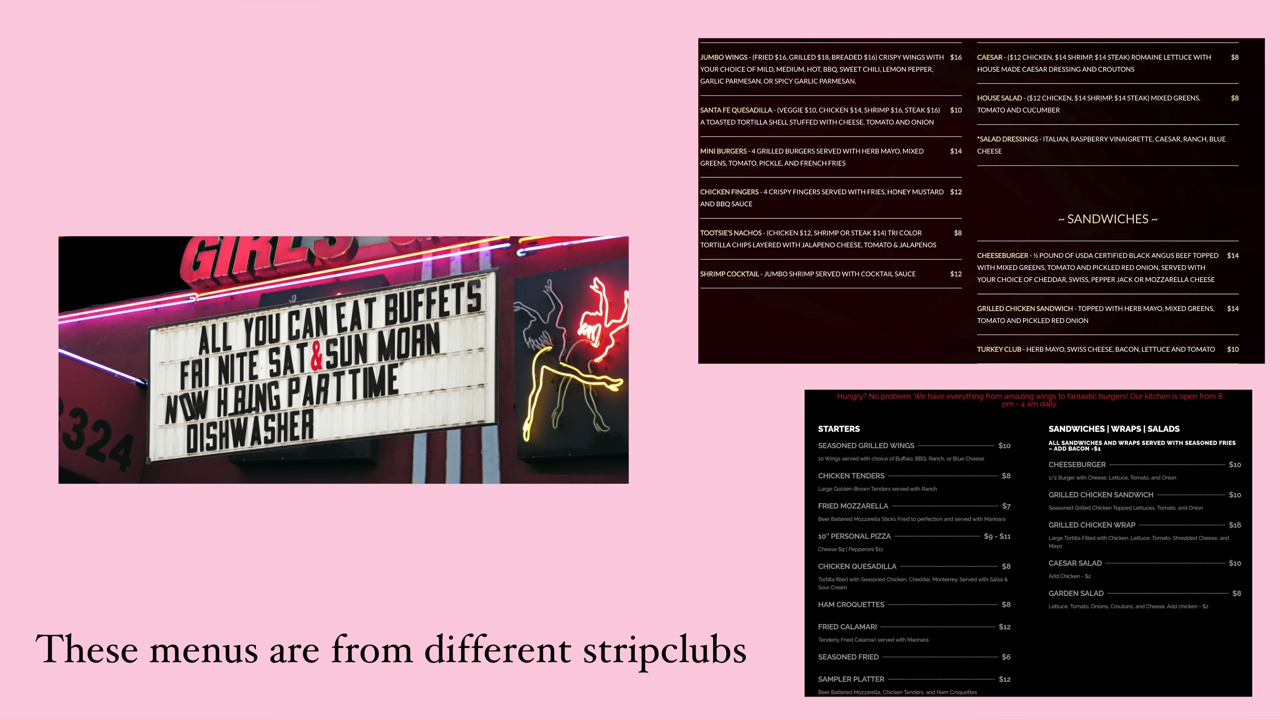 GIRLS
ALL YOU CAN EAT BUFFETS
FRI NITE SAT & SUN MORN
NOW H RING PART TIME
DISHWASHER
32
JUMBO WINGS - (FRIED $16, GRILLED $18, BREADED $16) CRISPY WINGS WITH $16
YOUR CHOICE OF MILD, MEDIUM, HOT, BBQ, SWEET CHILI, LEMON PEPPER,
GARLIC PARMESAN, OR SPICY GARLIC PARMESAN.
SANTA FE QUESADILLA - (VEGGIE $10, CHICKEN $14, SHRIMP $16, STEAK $16) $10
A TOASTED TORTILLA SHELL STUFFED WITH CHEESE, TOMATO AND ONION
MINI BURGERS - 4 GRILLED BURGERS SERVED WITH HERB MAYO, MIXED $14
GREENS, TOMATO, PICKLE, AND FRENCH FRIES
CHICKEN FINGERS - 4 CRISPY FINGERS SERVED WITH FRIES, HONEY MUSTARD $12
AND BBQ SAUCE
TOOTSIE'S NACHOS - (CHICKEN $12, SHRIMP OR STEAK $14) TRI COLOR $8
TORTILLA CHIPS LAYERED WITH JALAPENO CHEESE, TOMATO & JALAPENOS
SHRIMP COCKTAIL - JUMBO SHRIMP SERVED WITH COCKTAIL SAUCE $12
CAESAR - ($12 CHICKEN, $14 SHRIMP, $14 STEAK) ROMAINE LETTUCE WITH $8
HOUSE MADE CAESAR DRESSING AND CROUTONS
HOUSE SALAD - ($12 CHICKEN, $14 SHRIMP, $14 STEAK) MIXED GREENS, $8
TOMATO AND CUCUMBER
*SALAD DRESSINGS - ITALIAN, RASPBERRY VINAIGRETTE, CAESAR, RANCH, BLUE
CHEESE
~ SANDWICHES ~
CHEESEBURGER - ½ POUND OF USDA CERTIFIED BLACK ANGUS BEEF TOPPED $14
WITH MIXED GREENS, TOMATO AND PICKLED RED ONION, SERVED WITH
YOUR CHOICE OF CHEDDAR, SWISS, PEPPER JACK OR MOZZARELLA CHEESE
GRILLED CHICKEN SANDWICH - TOPPED WITH HERB MAYO, MIXED GREENS, $14
TOMATO AND PICKLED RED ONION
TURKEY CLUB - HERB MAYO, SWISS CHEESE, BACON, LETTUCE AND TOMATO $10
Hungry? No problem. We have everything from amazing wings to fantastic burgers! Our kitchen is open from 8
pm - 4 am daily.
STARTERS
SEASONED GRILLED WINGS $10
10 Wings served with choice of Buffalo, BBQ, Ranch, or Blue Cheese
CHICKEN TENDERS $8
Large Golden-Brown Tenders served with Ranch
FRIED MOZZARELLA $7
Beer Battered Mozzarella Sticks Fried to perfection and served with Marinara
10" PERSONAL PIZZA $9 - $11
Cheese $9 | Pepperoni $11
CHICKEN QUESADILLA $8
Tortilla filled with Seasoned Chicken, Cheddar, Monterrey. Served with Salsa &
Sour Cream
HAM CROQUETTES $8
FRIED CALAMARI $12
Tenderly Fried Calamari served with Marinara
SEASONED FRIED $6
SAMPLER PLATTER $12
Beer Battered Mozzarella, Chicken Tenders, and Ham Croquettes
SANDWICHES | WRAPS | SALADS
ALL SANDWICHES AND WRAPS SERVED WITH SEASONED FRIES
– ADD BACON -$1
CHEESEBURGER $10
1/2 Burger with Cheese, Lettuce, Tomato, and Onion
GRILLED CHICKEN SANDWICH $10
Seasoned Grilled Chicken Topped Lettuces, Tomato, and Onion
GRILLED CHICKEN WRAP $16
Large Tortilla Filled with Chicken, Lettuce, Tomato, Shredded Cheese, and
Mayo
CAESAR SALAD $10
Add Chicken - $2
GARDEN SALAD $8
Lettuce, Tomato, Onions, Croutons, and Cheese. Add chicken - $2
These menus are from different stripclubs